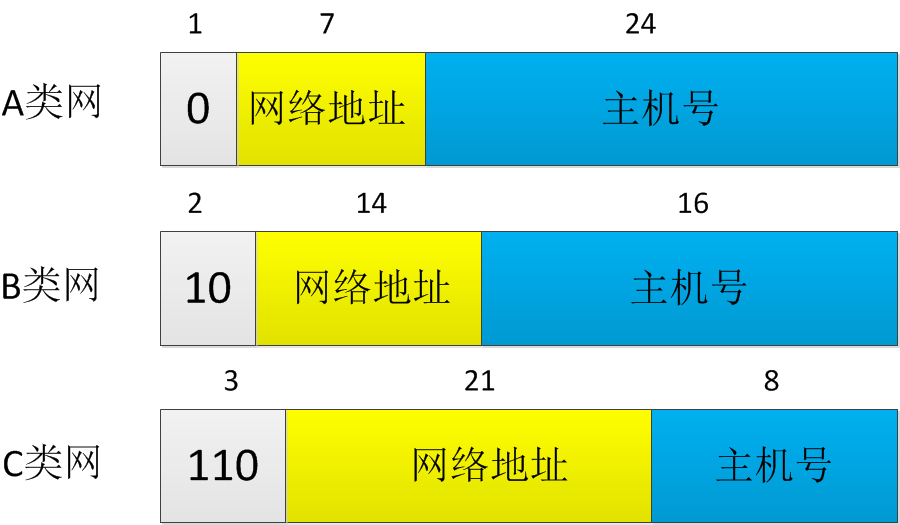 1 7 24
A类网 0 网络地址 主机号
2 14 16
B类网 10 网络地址 主机号
3 21 8
C类网 110 网络地址 主机号